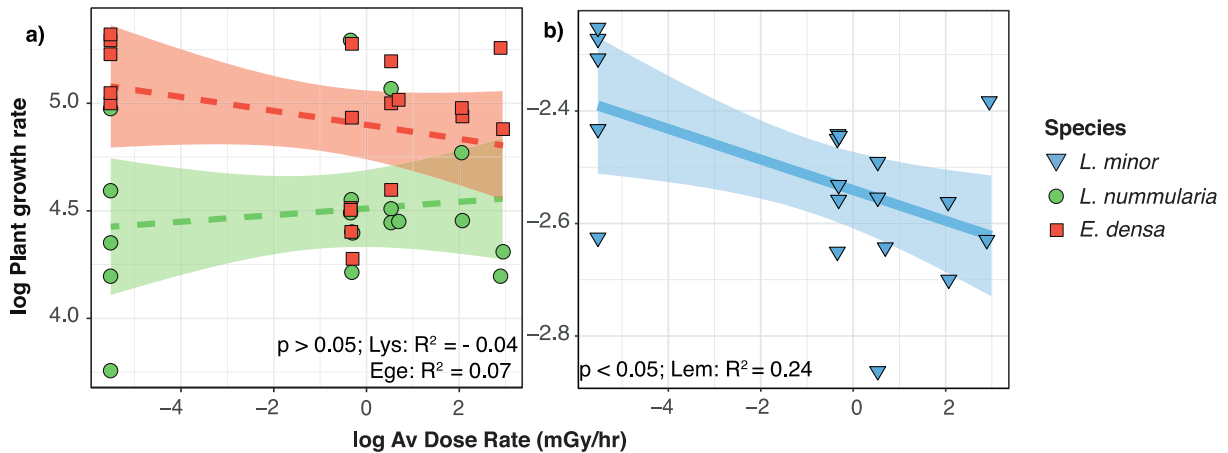 a)
b)
log Plant growth rate
5.0
4.5
4.0
−4
−2
0
2
p > 0.05; Lys: R² = - 0.04
Ege: R² = 0.07
−2.4
−2.6
−2.8
−4
−2
0
2
p < 0.05; Lem: R² = 0.24
log Av Dose Rate (mGy/hr)
Species
L. minor
L. nummularia
E. densa